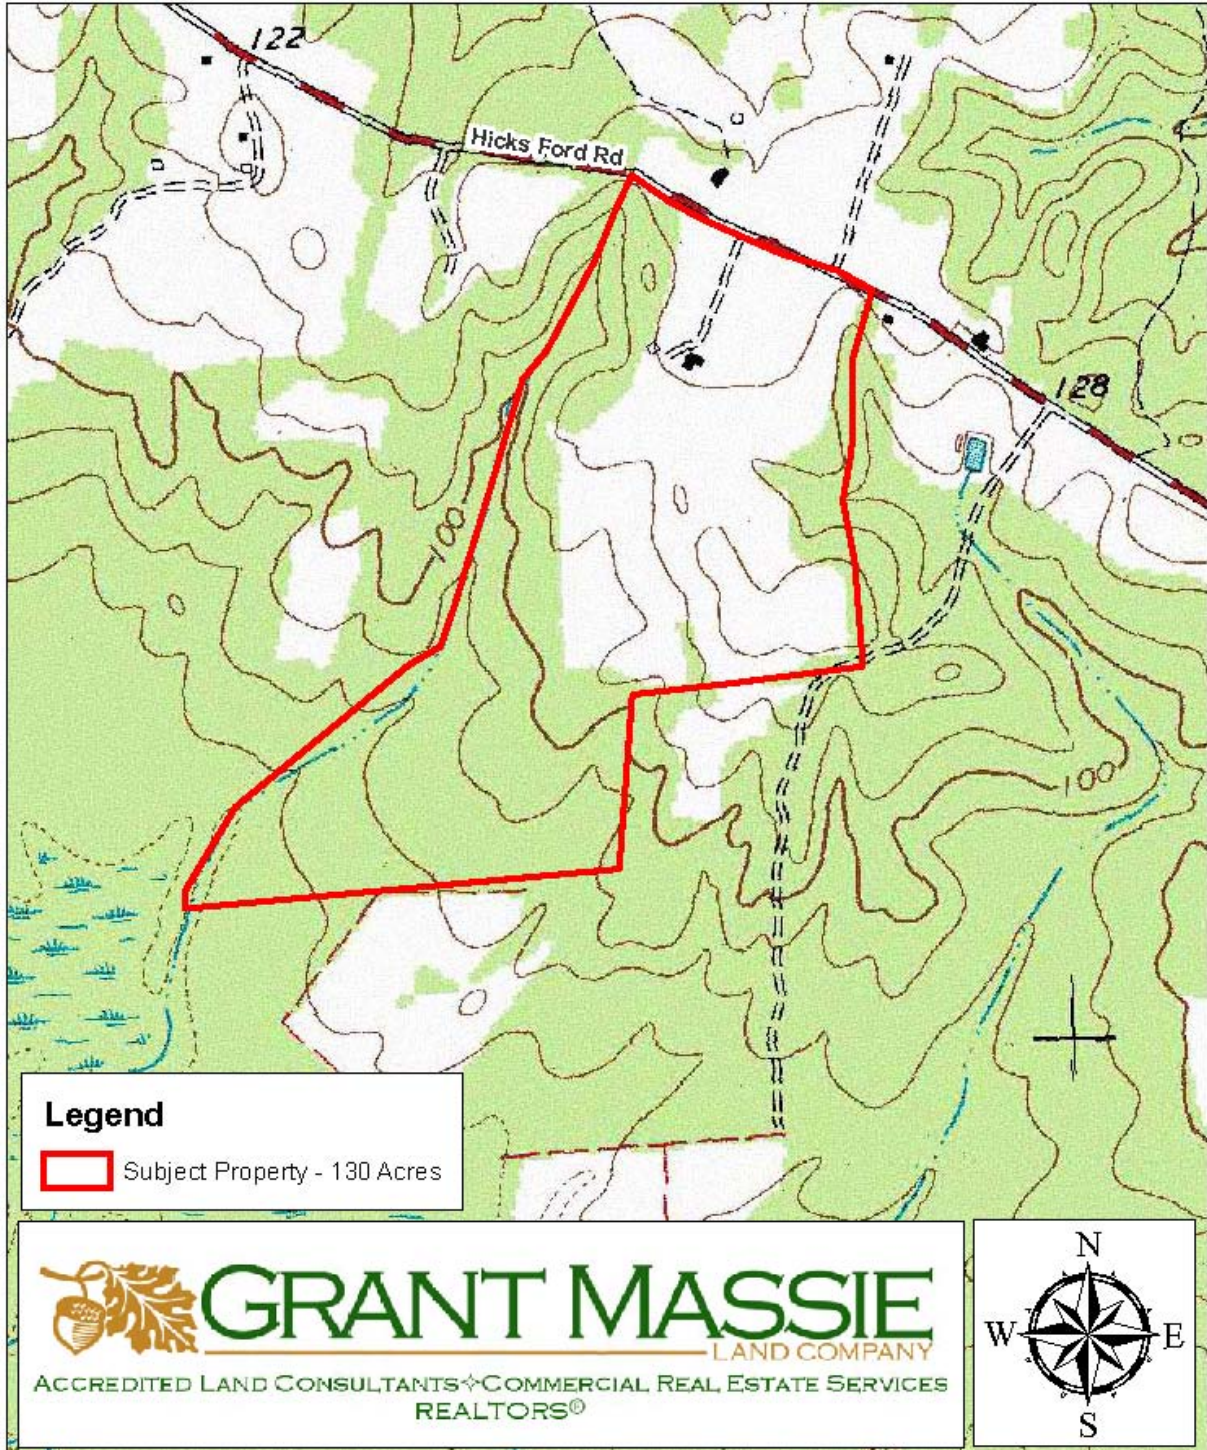 122
Hicks Ford Rd
128
100
100
Legend
Subject Property - 130 Acres
GRANT MASSIE
LAND COMPANY
ACCREDITED LAND CONSULTANTS✧COMMERCIAL REAL ESTATE SERVICES
REALTORS®
N
W
E
S